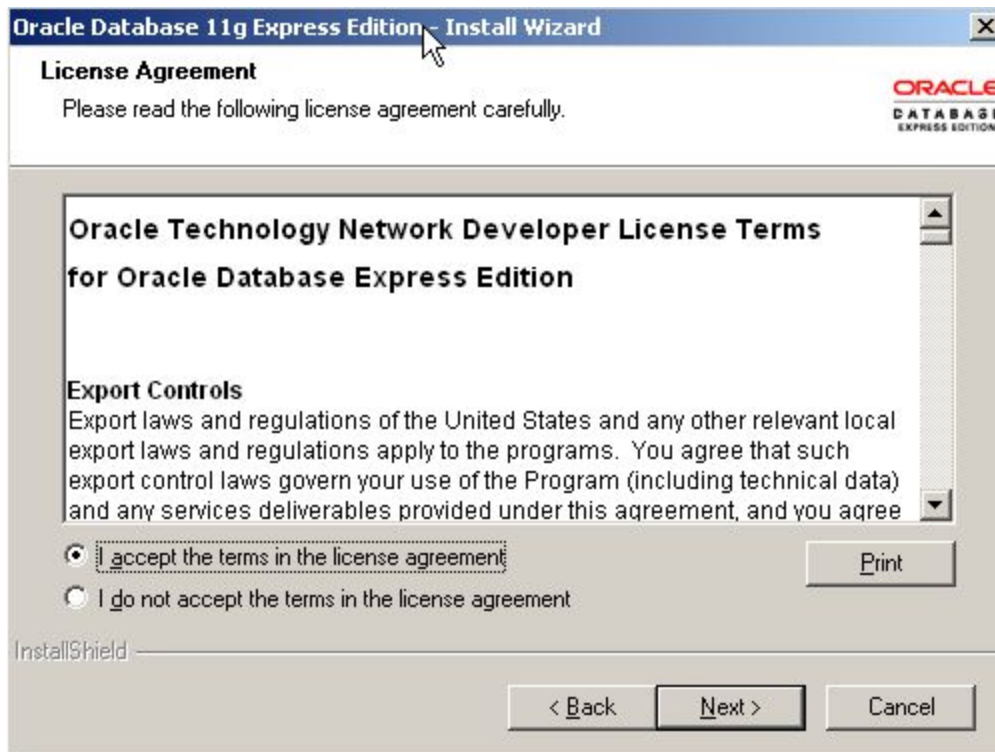 Oracle Database 11g Express Edition - Install Wizard
License Agreement
Please read the following license agreement carefully.
ORACLE
DATABASE
EXPRESS EDITION
Oracle Technology Network Developer License Terms
for Oracle Database Express Edition
Export Controls
Export laws and regulations of the United States and any other relevant local
export laws and regulations apply to the programs.  You agree that such
export control laws govern your use of the Program (including technical data)
and any services deliverables provided under this agreement, and you agree
I accept the terms in the license agreement
Print
I do not accept the terms in the license agreement
InstallShield
< Back
Next >
Cancel